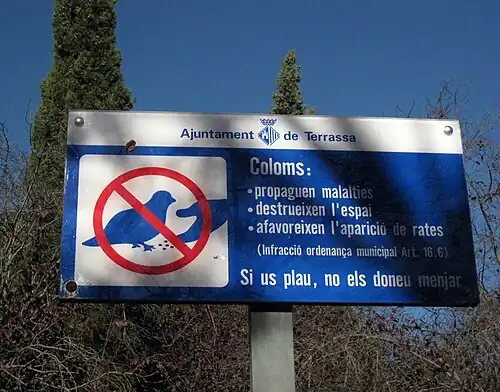 Ajuntament de Terrassa
Coloms:
• propaguen malalties
• destrueixen l'espai
• afavoreixen l'aparició de rates
(Infracció ordenança municipal Art. 16.6)
Si us plau, no els doneu menjar